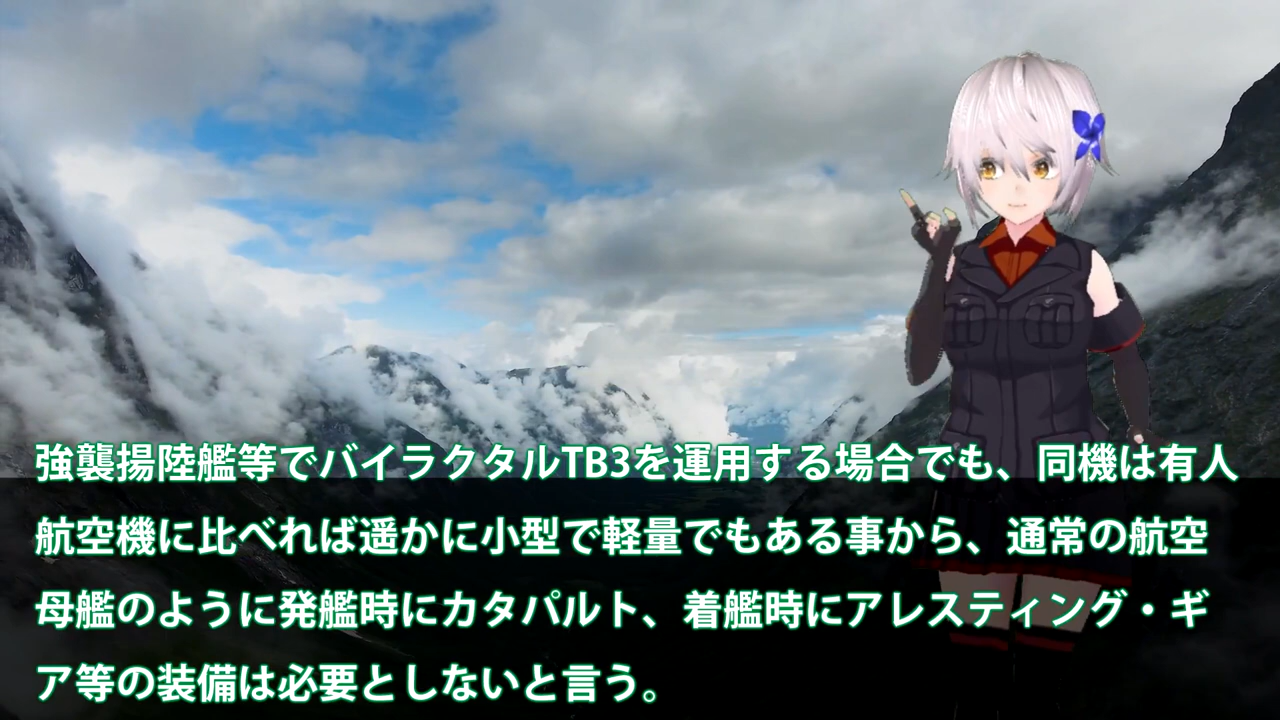 強襲揚陸艦等でバイラクタルTB3を運用する場合でも、同機は有人
航空機に比べれば遥かに小型で軽量でもある事から、通常の航空
母艦のように発艦時にカタパルト、着艦時にアレスティング・ギ
ア等の装備は必要としないと言う。